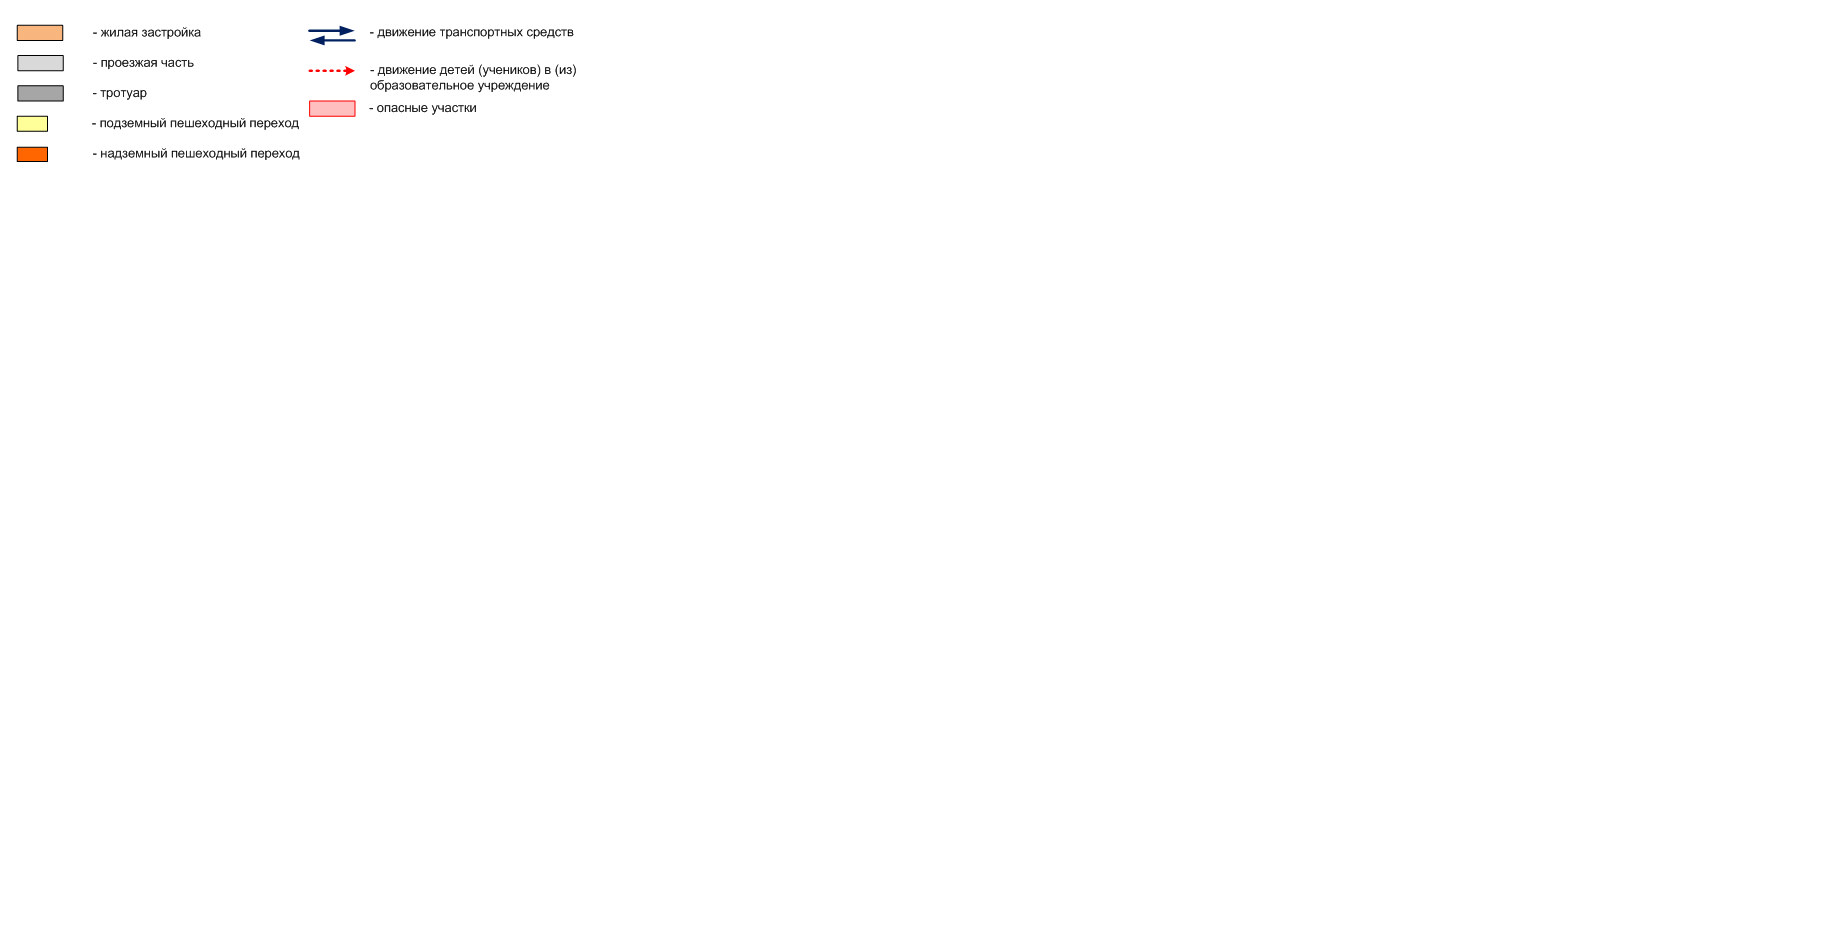 - жилая застройка
- проезжая часть
- тротуар
- подземный пешеходный переход
- надземный пешеходный переход
- движение транспортных средств
- движение детей (учеников) в (из)
образовательное учреждение
- опасные участки